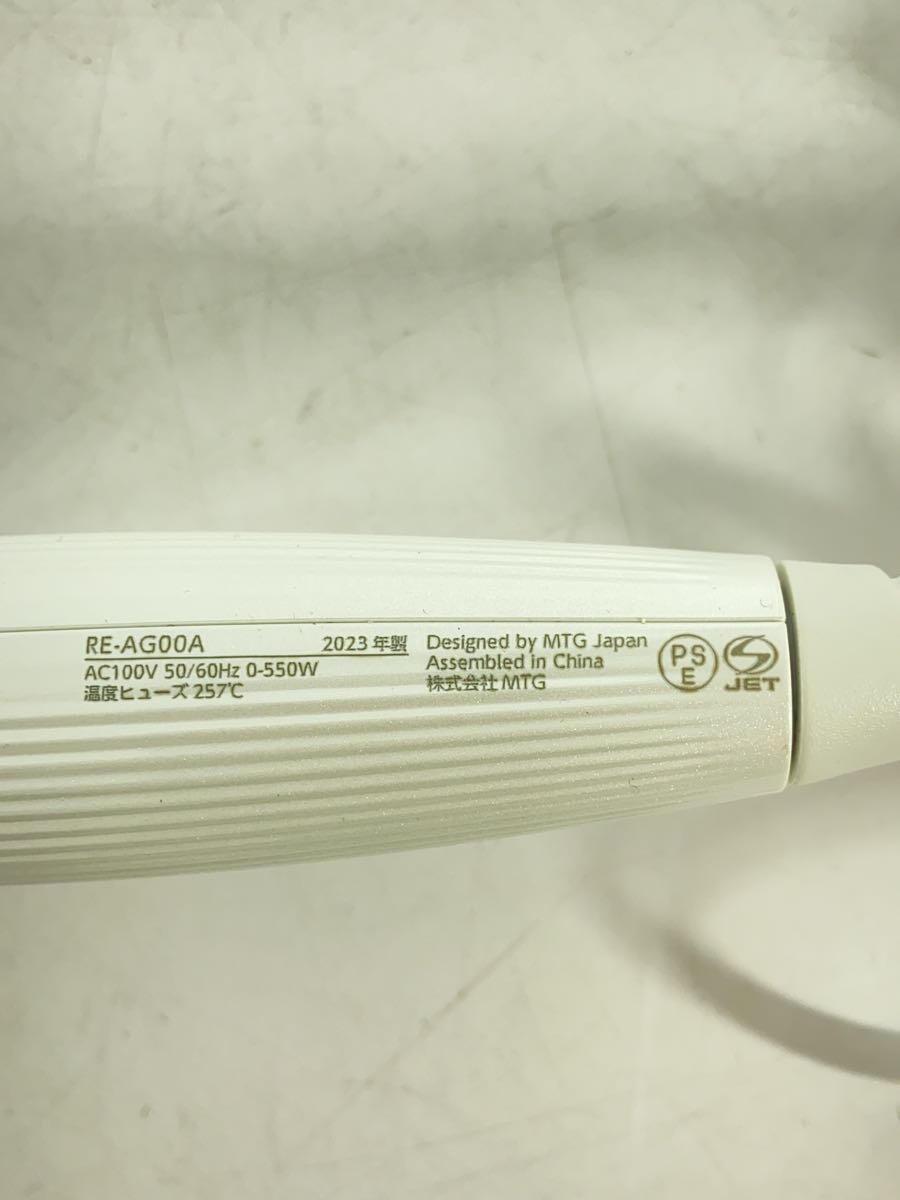 RE-AG00A 2023年製
AC100V 50/60Hz 0-550W
温度ヒューズ 257℃
Designed by MTG Japan
Assembled in China
株式会社MTG
PS
E
JET